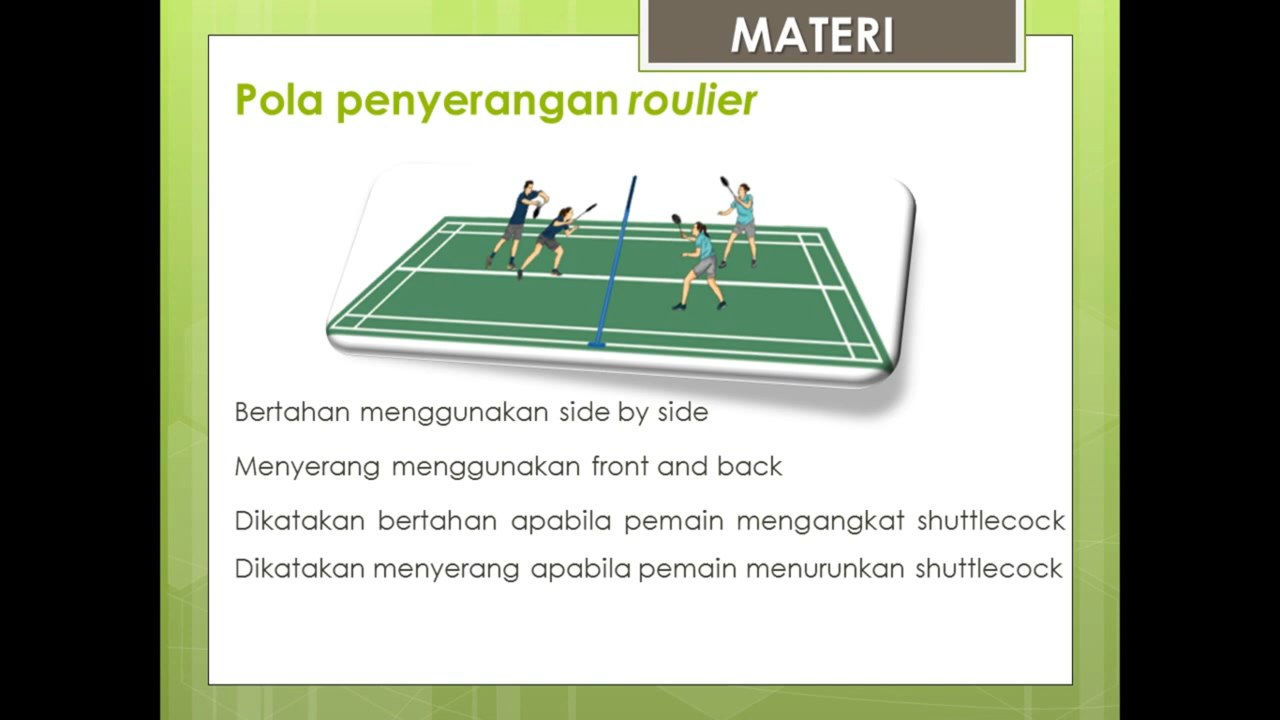 MATERI
Pola penyerangan roulier
Bertahan menggunakan side by side
Menyerang menggunakan front and back
Dikatakan bertahan apabila pemain mengangkat shuttlecock
Dikatakan menyerang apabila pemain menurunkan shuttlecock